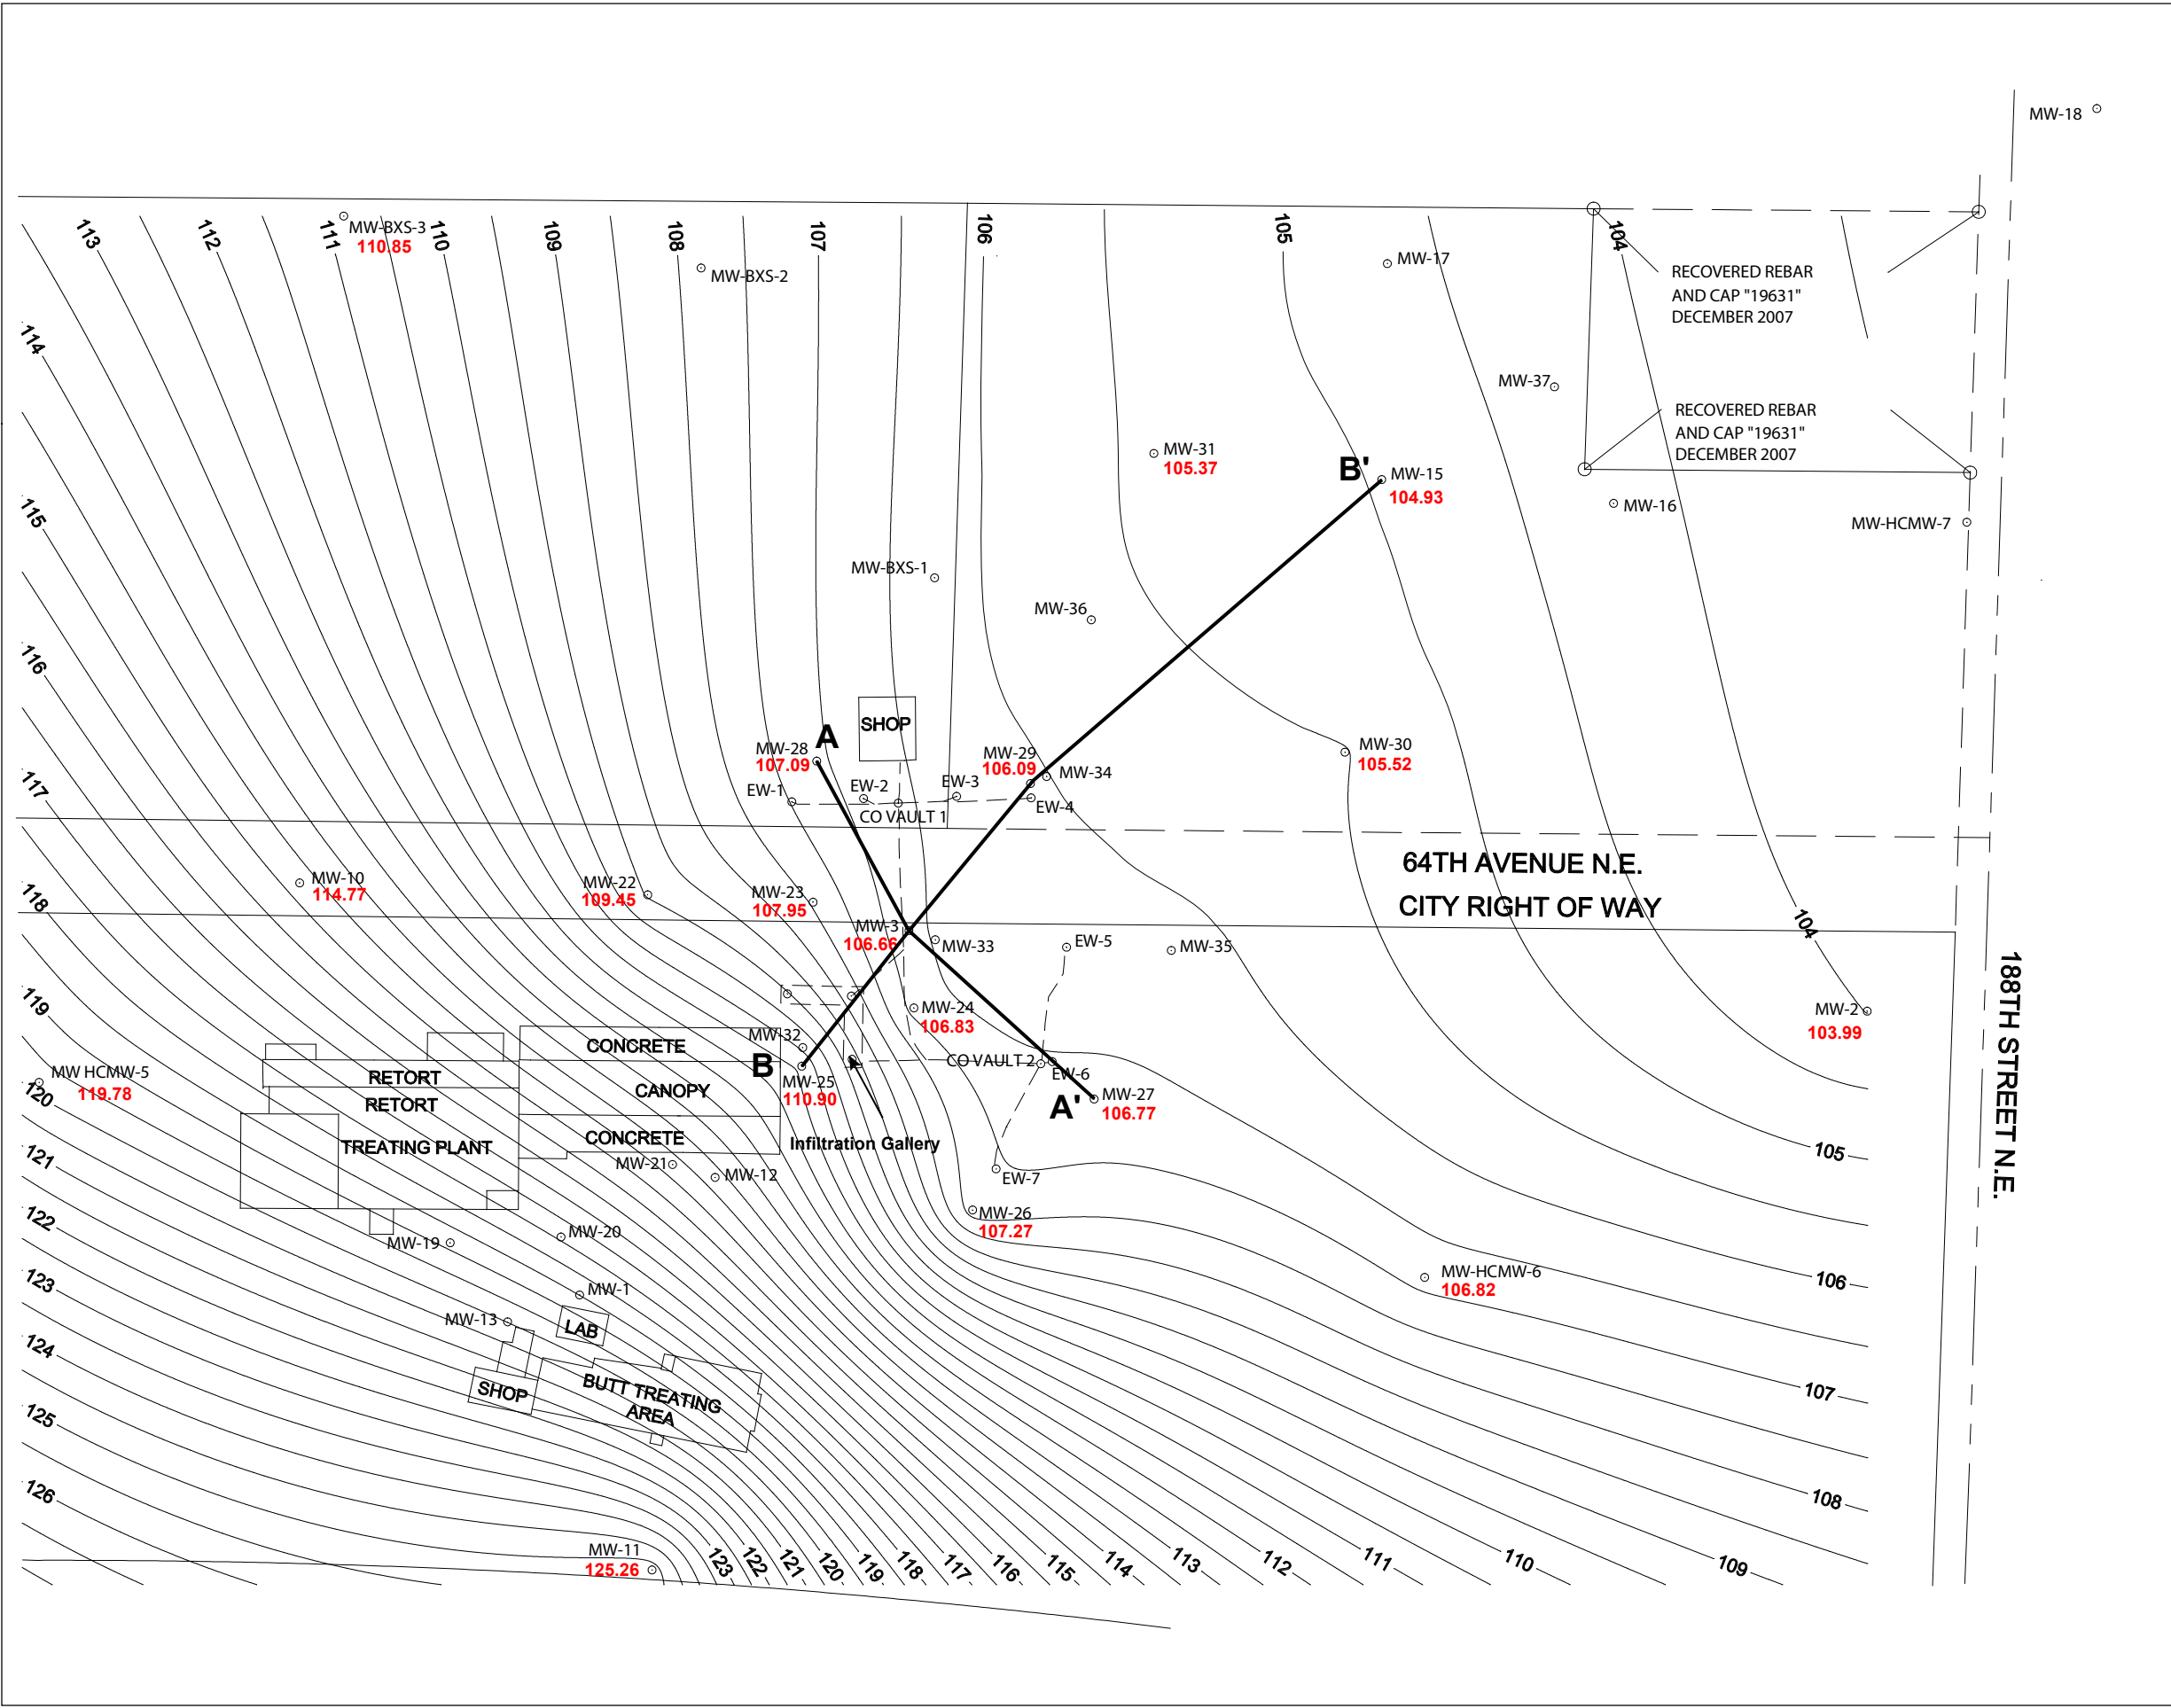 MW-18
113
112
111
MW-BXS-3
110.85
110
109
108
107
106
105
104
MW-BXS-2
MW-17
RECOVERED REBAR
AND CAP "19631"
DECEMBER 2007
114
MW-37
RECOVERED REBAR
AND CAP "19631"
DECEMBER 2007
MW-31
105.37
B'
MW-15
104.93
115
MW-16
MW-HCMW-7
MW-BXS-1
MW-36
116
SHOP
A
MW-28
107.09
MW-29
106.09
MW-34
MW-30
105.52
EW-1
EW-2
EW-3
EW-4
CO VAULT 1
117
64TH AVENUE N.E.
CITY RIGHT OF WAY
MW-10
114.77
MW-22
109.45
MW-23
107.95
118
MW-3
106.66
MW-33
EW-5
MW-35
104
188TH STREET N.E.
119
MW-24
106.83
MW-2
103.99
MW-32
CONCRETE
CO VAULT 2
EW-6
B
MW HCMW-5
119.78
RETORT
CANOPY
MW-25
110.90
120
RETORT
A'
MW-27
106.77
TREATING PLANT
CONCRETE
Infiltration Gallery
121
105
MW-21
MW-12
EW-7
122
MW-26
107.27
MW-19
MW-20
123
MW-HCMW-6
106.82
106
MW-1
MW-13
LAB
124
SHOP
BUTT TREATING
AREA
107
125
126
108
MW-11
125.26
123
122
121
120
119
118
117
116
115
114
113
112
111
110
109